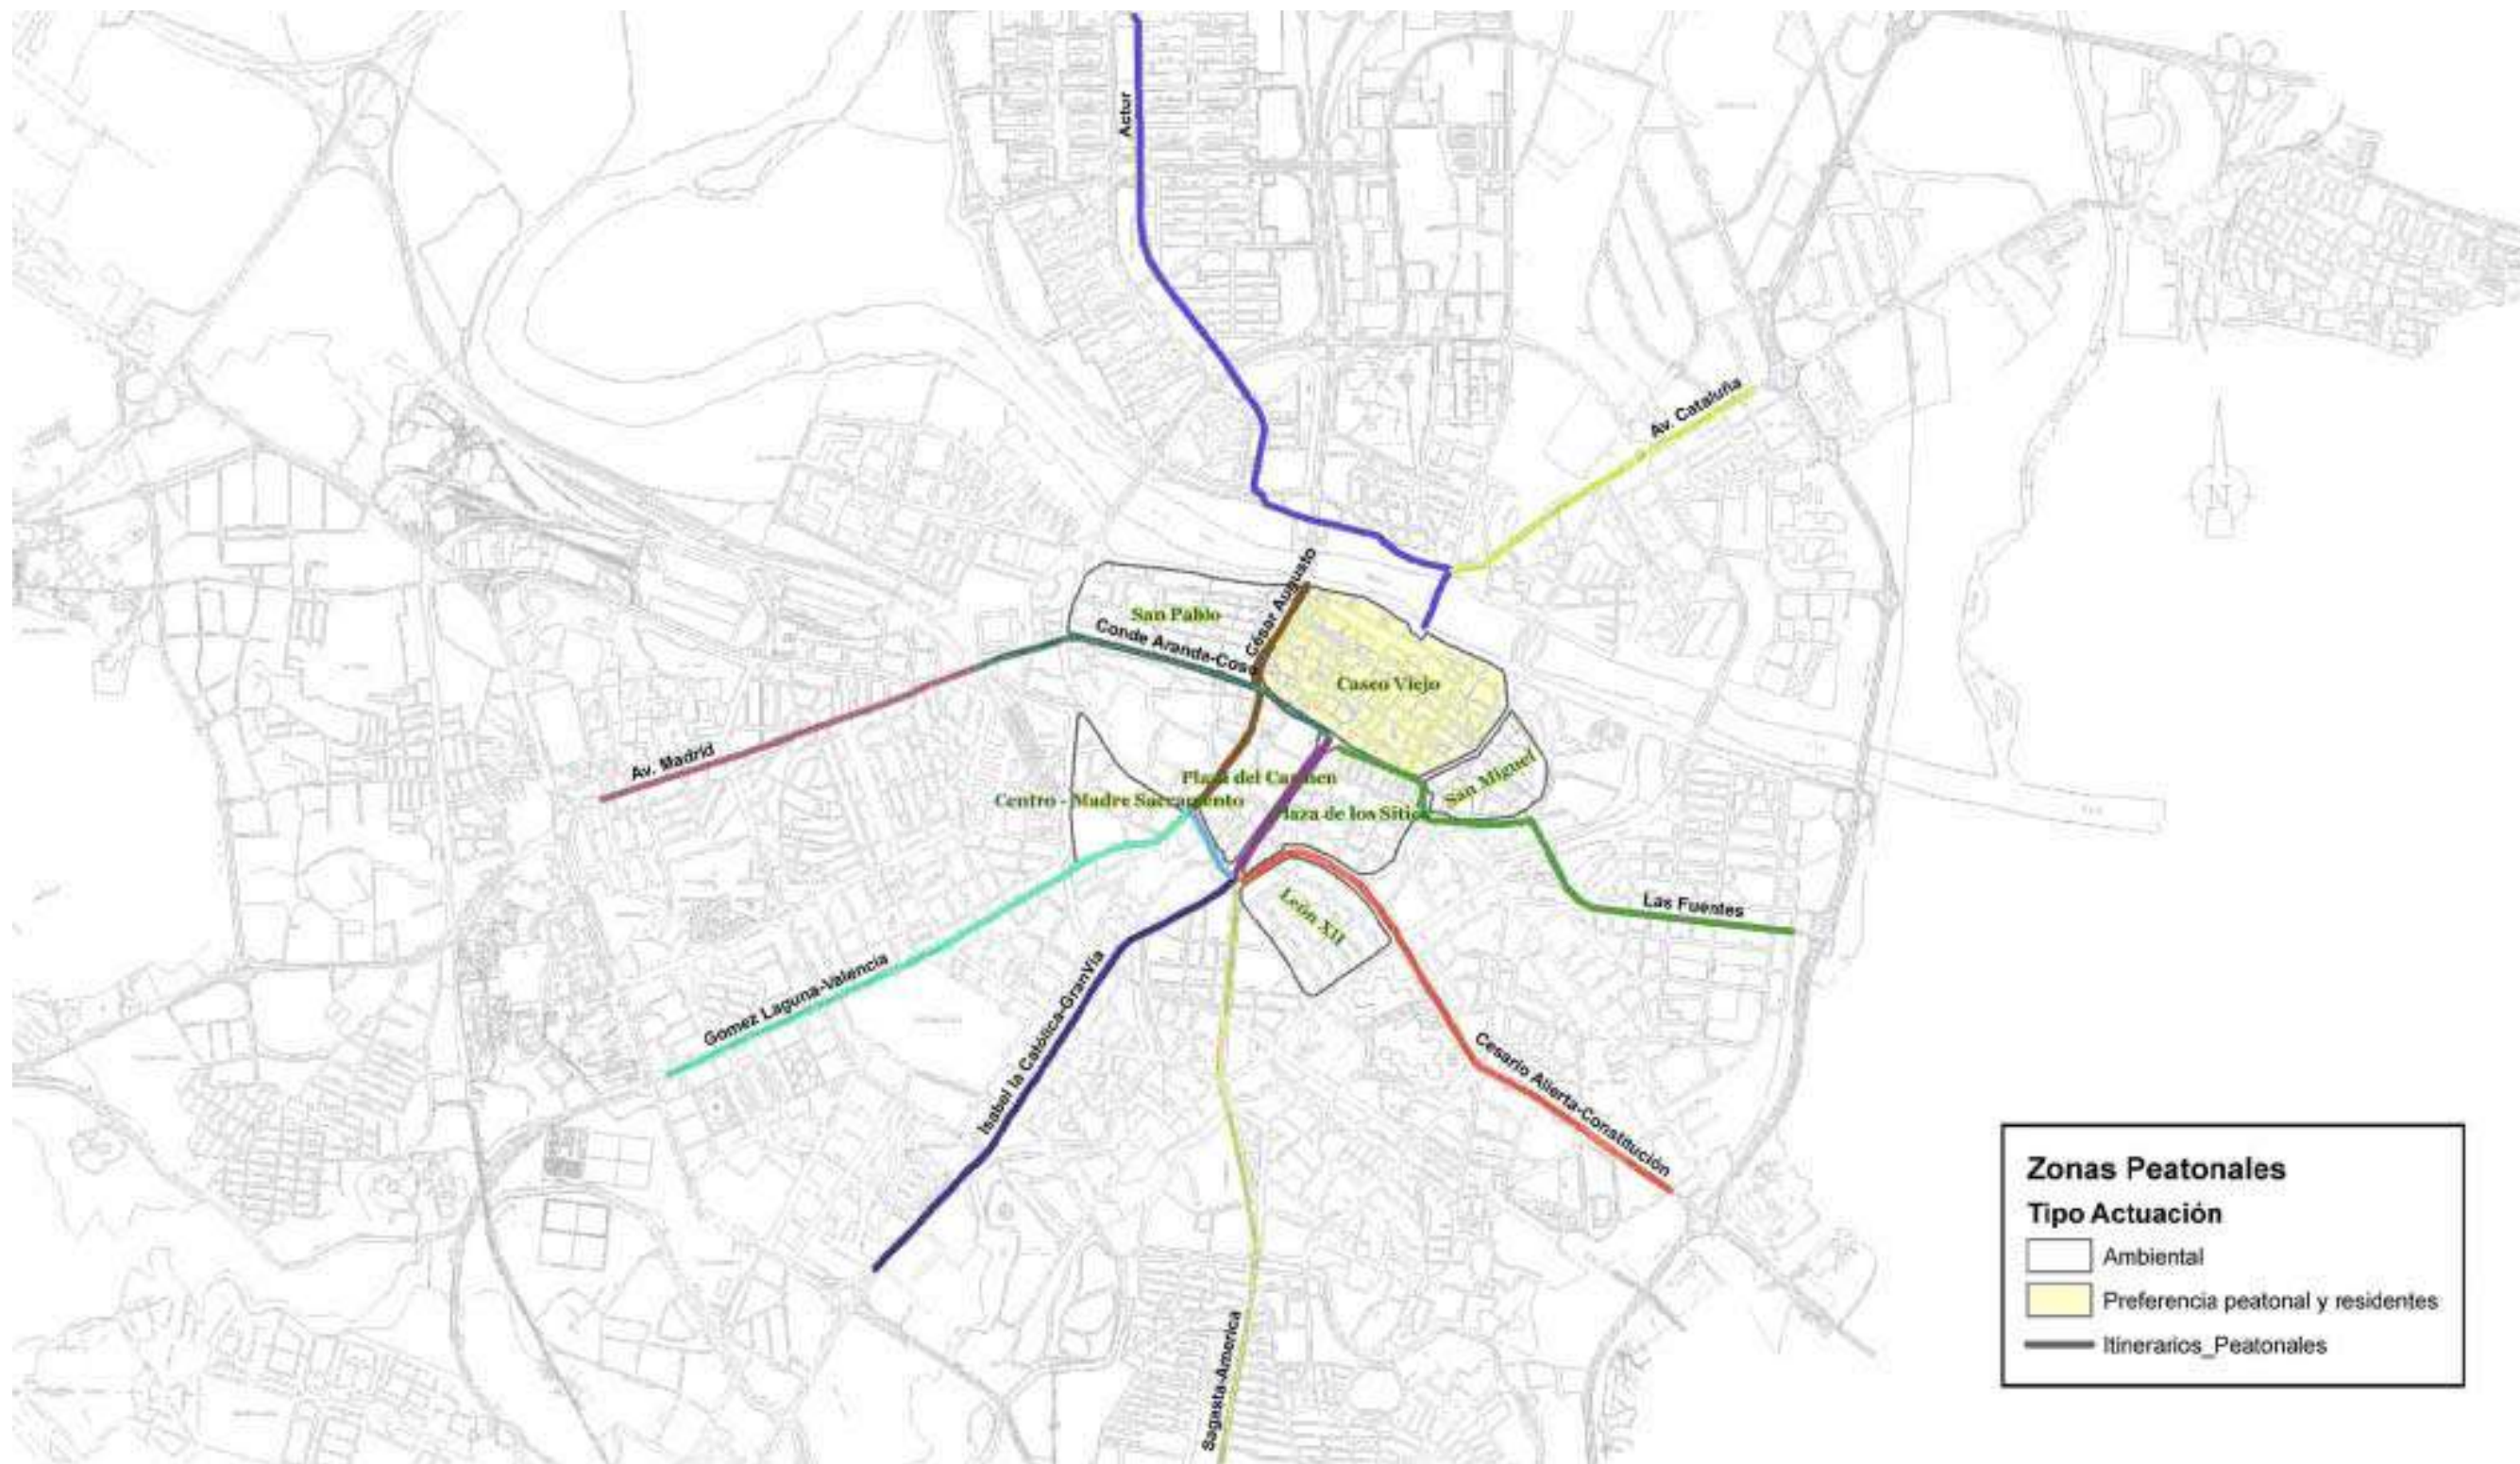 Actur
Av. Cataluña
César Augusto
San Pablo
Conde Aranda-Coso
Casco Viejo
Av. Madrid
San Miguel
Plaza del Carmen
Centro - Madre Sacramento
Plaza de los Sitios
Las Fuentes
León XII
Gomez Laguna-Valencia
Isabel la Católica-GranVia
Cesario Alierta-Constitución
Sagasta-America
N
Zonas Peatonales
Tipo Actuación
Ambiental
Preferencia peatonal y residentes
Itinerarios_Peatonales